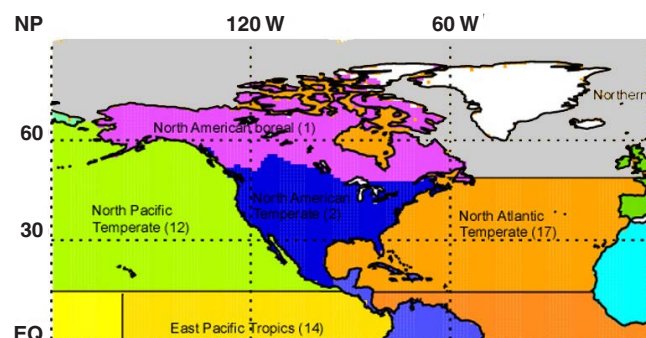 NP
120 W
60 W
Northern
60
North American boreal (1)
North Pacific
Temperate (12)
North American
Temperate (2)
North Atlantic
Temperate (17)
30
East Pacific Tropics (14)
EQ